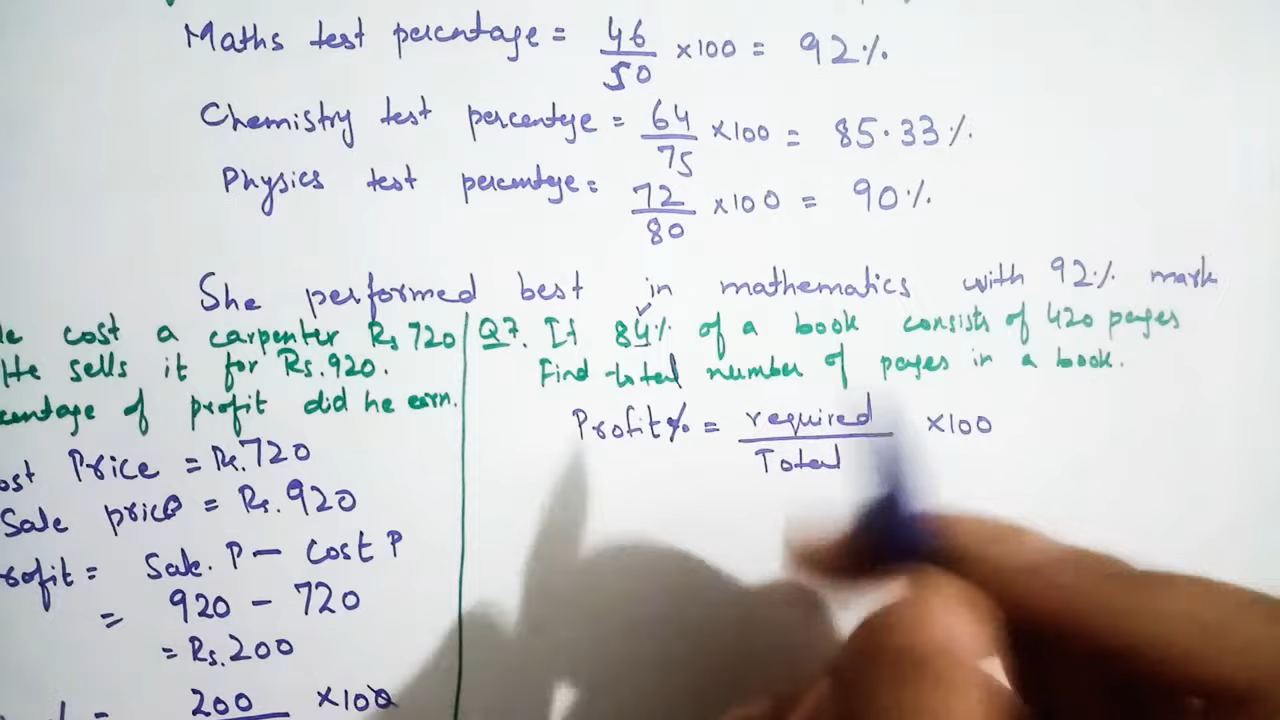 Maths test percntage = 46/50 ×100 = 92%
Chemistry test percentge = 64/75 ×100 = 85.33%
Physics test percentge = 72/80 ×100 = 90%
She performed best in mathematics with 92% mark
cost a carpenter Rs 720
He sells it for Rs.920.
of profit did he earn.
Cost Price = Rs.720
Sale price = Rs.920
Profit = Sale. P - Cost P
= 920 - 720
= Rs.200
200 ×100
=
Q7. If 84% of a book consists of 420 pages
Find total number of pages in a book.
Profit% = required/Total ×100